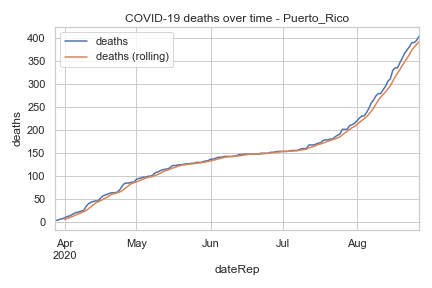 COVID-19 deaths over time - Puerto_Rico
deaths
deaths (rolling)
400
350
300
250
200
150
100
50
0
deaths
Apr
2020
May
Jun
Jul
Aug
dateRep